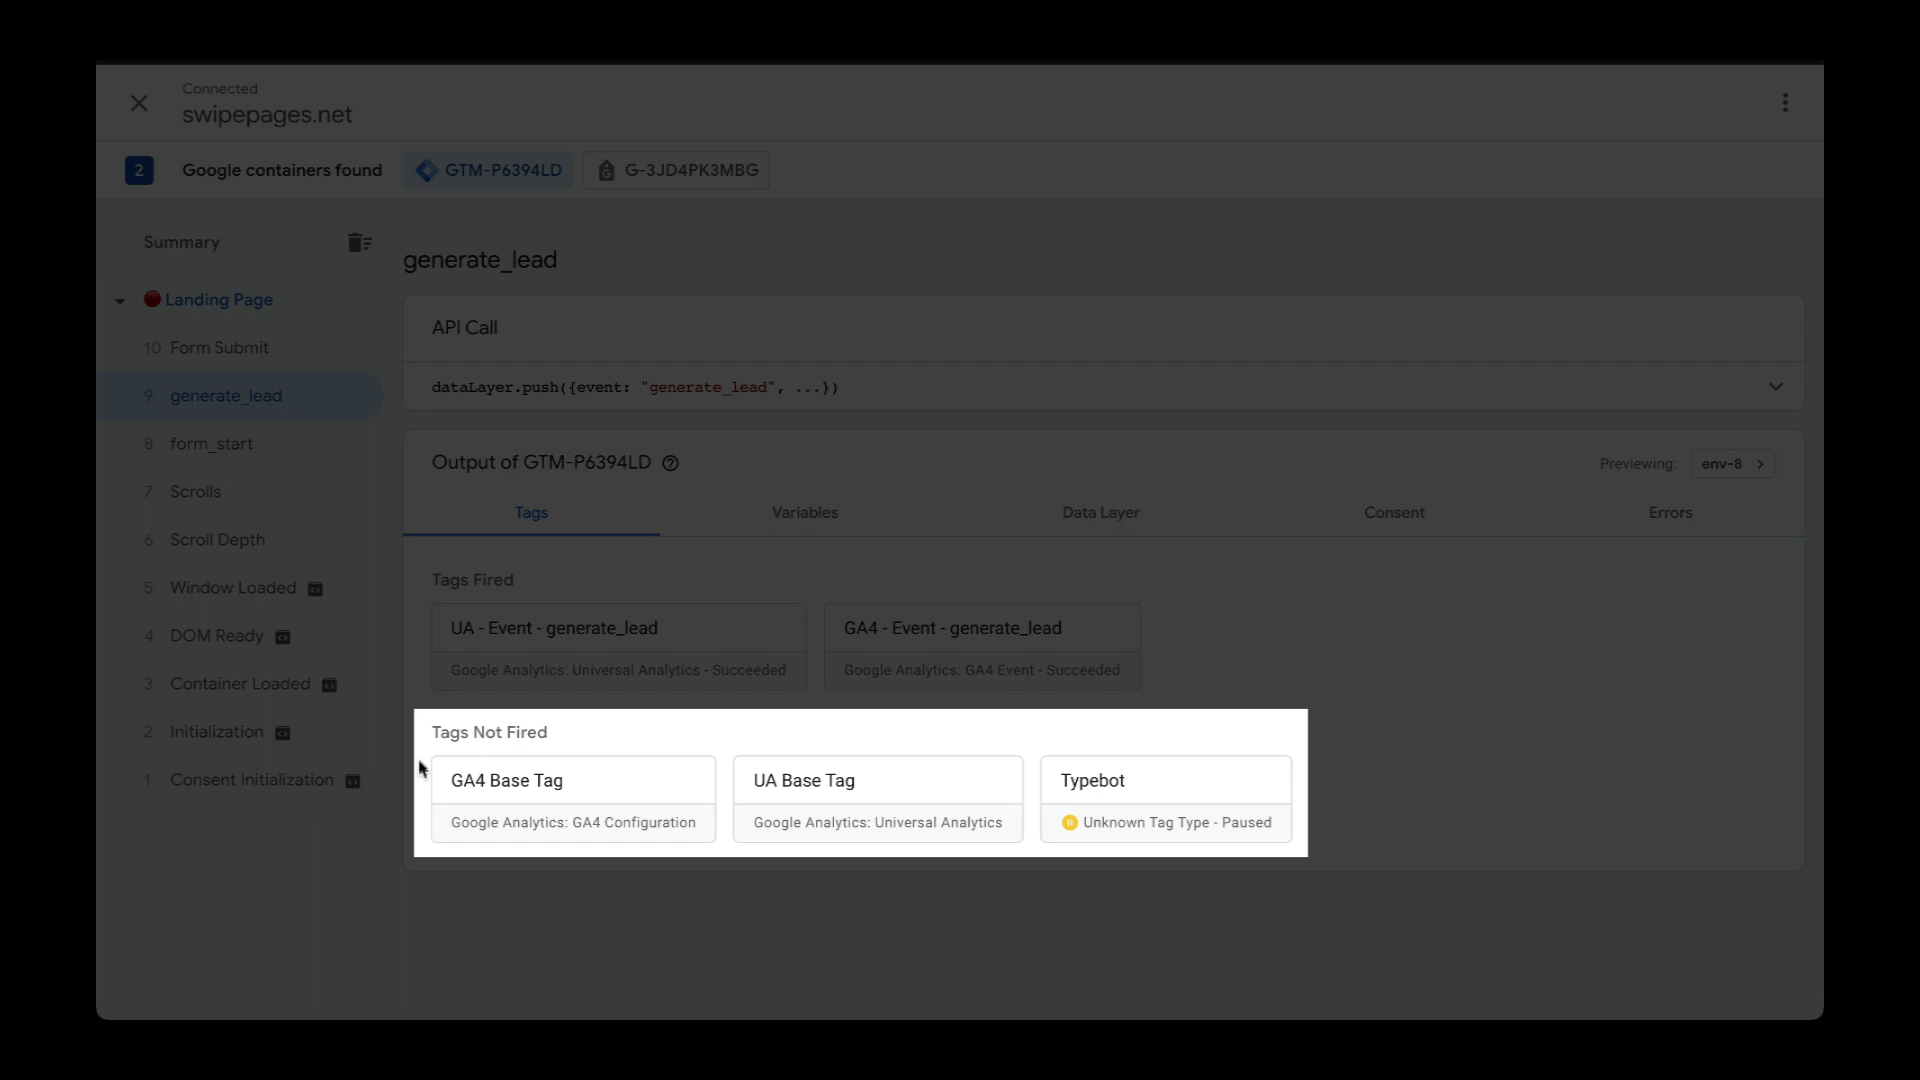 Connected
swipepages.net
2 Google containers found GTM-P6394LD G-3JD4PK3MBG
Summary
Landing Page
10 Form Submit
9 generate_lead
8 form_start
7 Scrolls
6 Scroll Depth
5 Window Loaded
4 DOM Ready
3 Container Loaded
2 Initialization
1 Consent Initialization
generate_lead
API Call
dataLayer.push({event: "generate_lead", ...})
Output of GTM-P6394LD
Previewing: env-8
Tags Variables Data Layer Consent Errors
Tags Fired
UA - Event - generate_lead
Google Analytics: Universal Analytics - Succeeded
GA4 - Event - generate_lead
Google Analytics: GA4 Event - Succeeded
Tags Not Fired
GA4 Base Tag
Google Analytics: GA4 Configuration
UA Base Tag
Google Analytics: Universal Analytics
Typebot
Unknown Tag Type - Paused